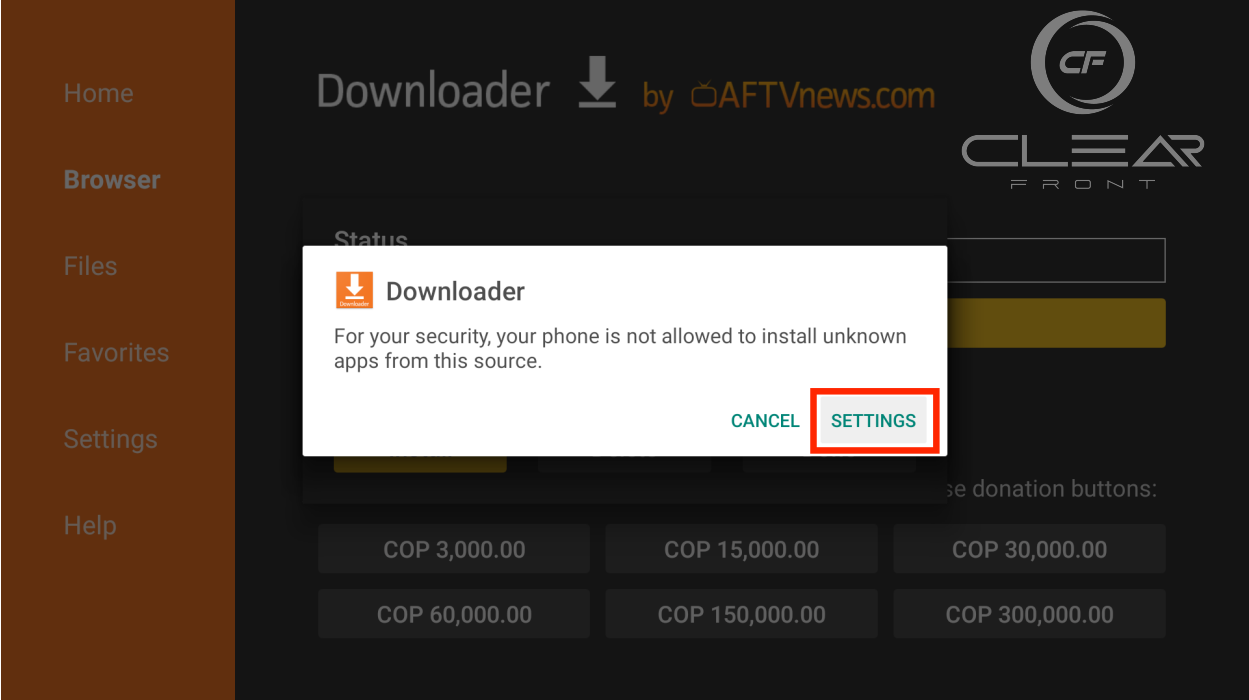 Home
Browser
Files
Favorites
Settings
Help
Downloader by AFTVnews.com
CF
CLEAR
FRONT
Status
Downloader
Downloader
For your security, your phone is not allowed to install unknown
apps from this source.
CANCEL SETTINGS
se donation buttons:
COP 3,000.00 COP 15,000.00 COP 30,000.00
COP 60,000.00 COP 150,000.00 COP 300,000.00